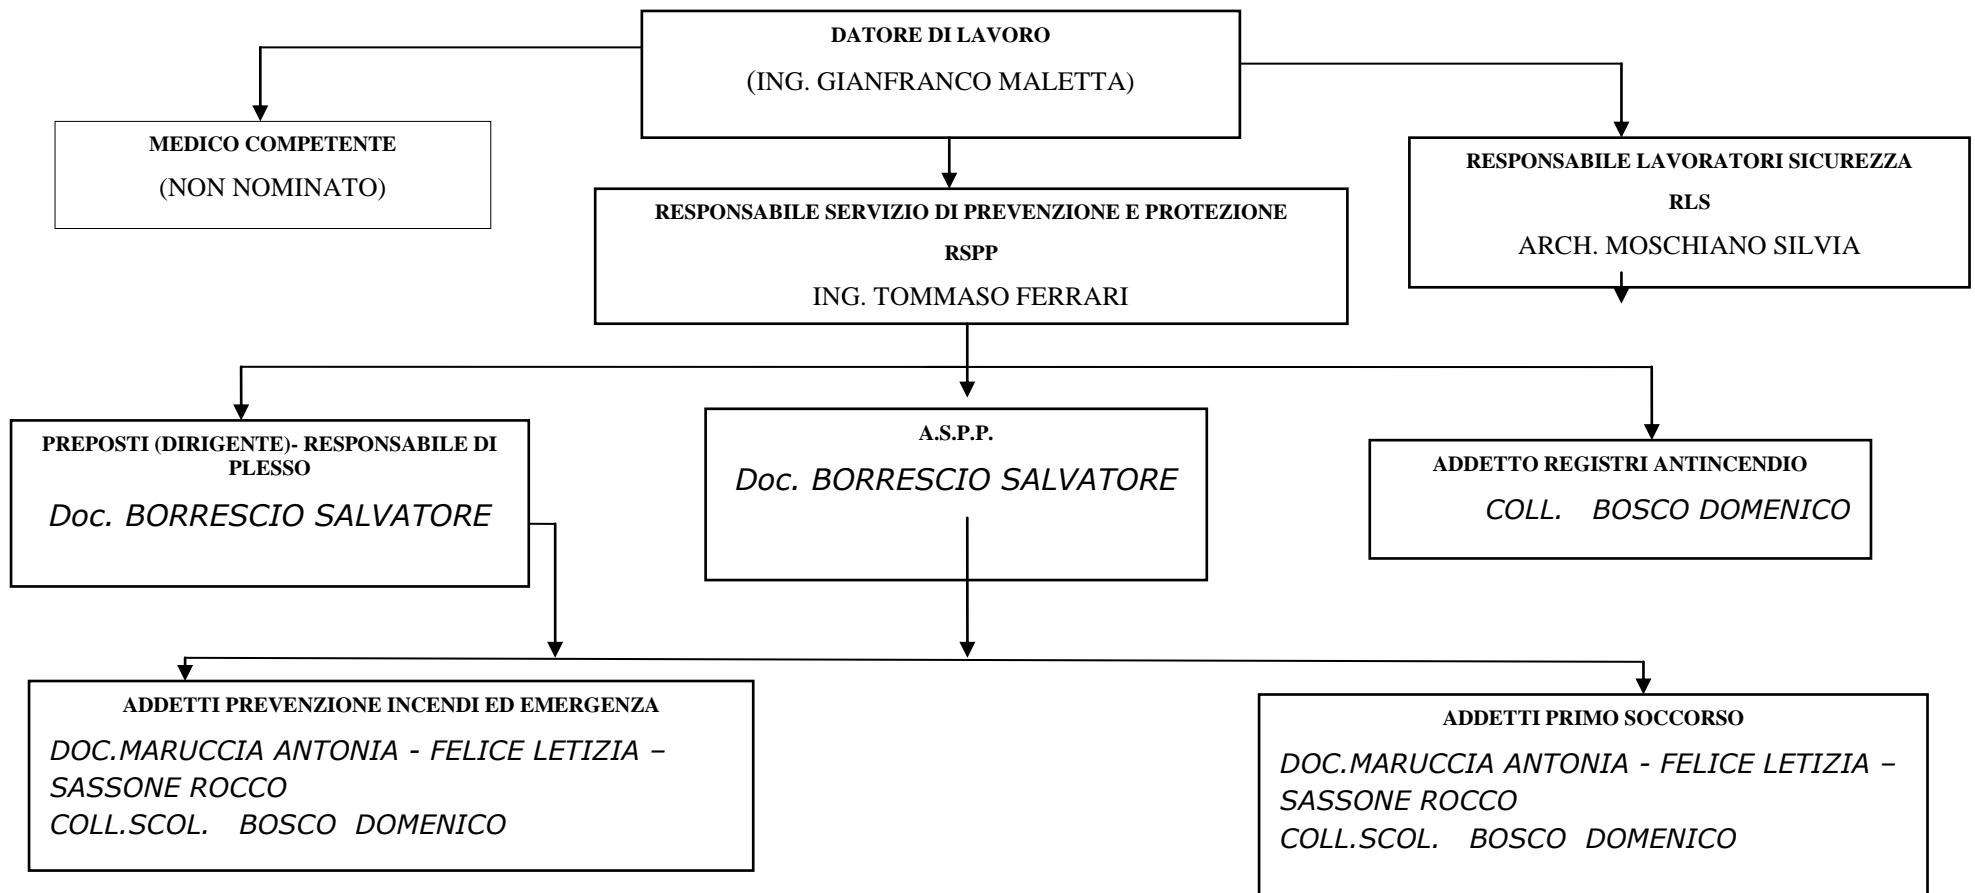 DATORE DI LAVORO
(ING. GIANFRANCO MALETTA)
MEDICO COMPETENTE
(NON NOMINATO)
RESPONSABILE LAVORATORI SICUREZZA
RLS
ARCH. MOSCHIANO SILVIA
RESPONSABILE SERVIZIO DI PREVENZIONE E PROTEZIONE
RSPP
ING. TOMMASO FERRARI
PREPOSTI (DIRIGENTE)- RESPONSABILE DI
PLESSO
Doc. BORRESCIO SALVATORE
A.S.P.P.
Doc. BORRESCIO SALVATORE
ADDETTO REGISTRI ANTINCENDIO
COLL. BOSCO DOMENICO
ADDETTI PREVENZIONE INCENDI ED EMERGENZA
DOC.MARUCCIA ANTONIA - FELICE LETIZIA –
SASSONE ROCCO
COLL.SCOL. BOSCO DOMENICO
ADDETTI PRIMO SOCCORSO
DOC.MARUCCIA ANTONIA - FELICE LETIZIA –
SASSONE ROCCO
COLL.SCOL. BOSCO DOMENICO